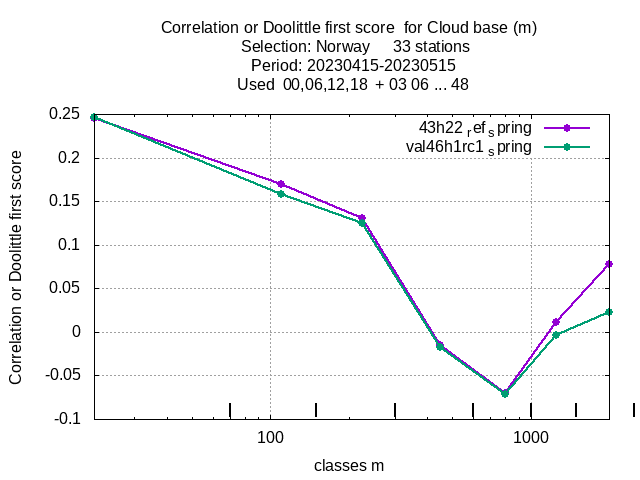 Correlation or Doolittle first score for Cloud base (m)
Selection: Norway 33 stations
Period: 20230415-20230515
Used 00,06,12,18 + 03 06 ... 48
43h22 ref spring
val46h1rc1 spring
Correlation or Doolittle first score
0.25
0.2
0.15
0.1
0.05
0
-0.05
-0.1
100 1000
classes m